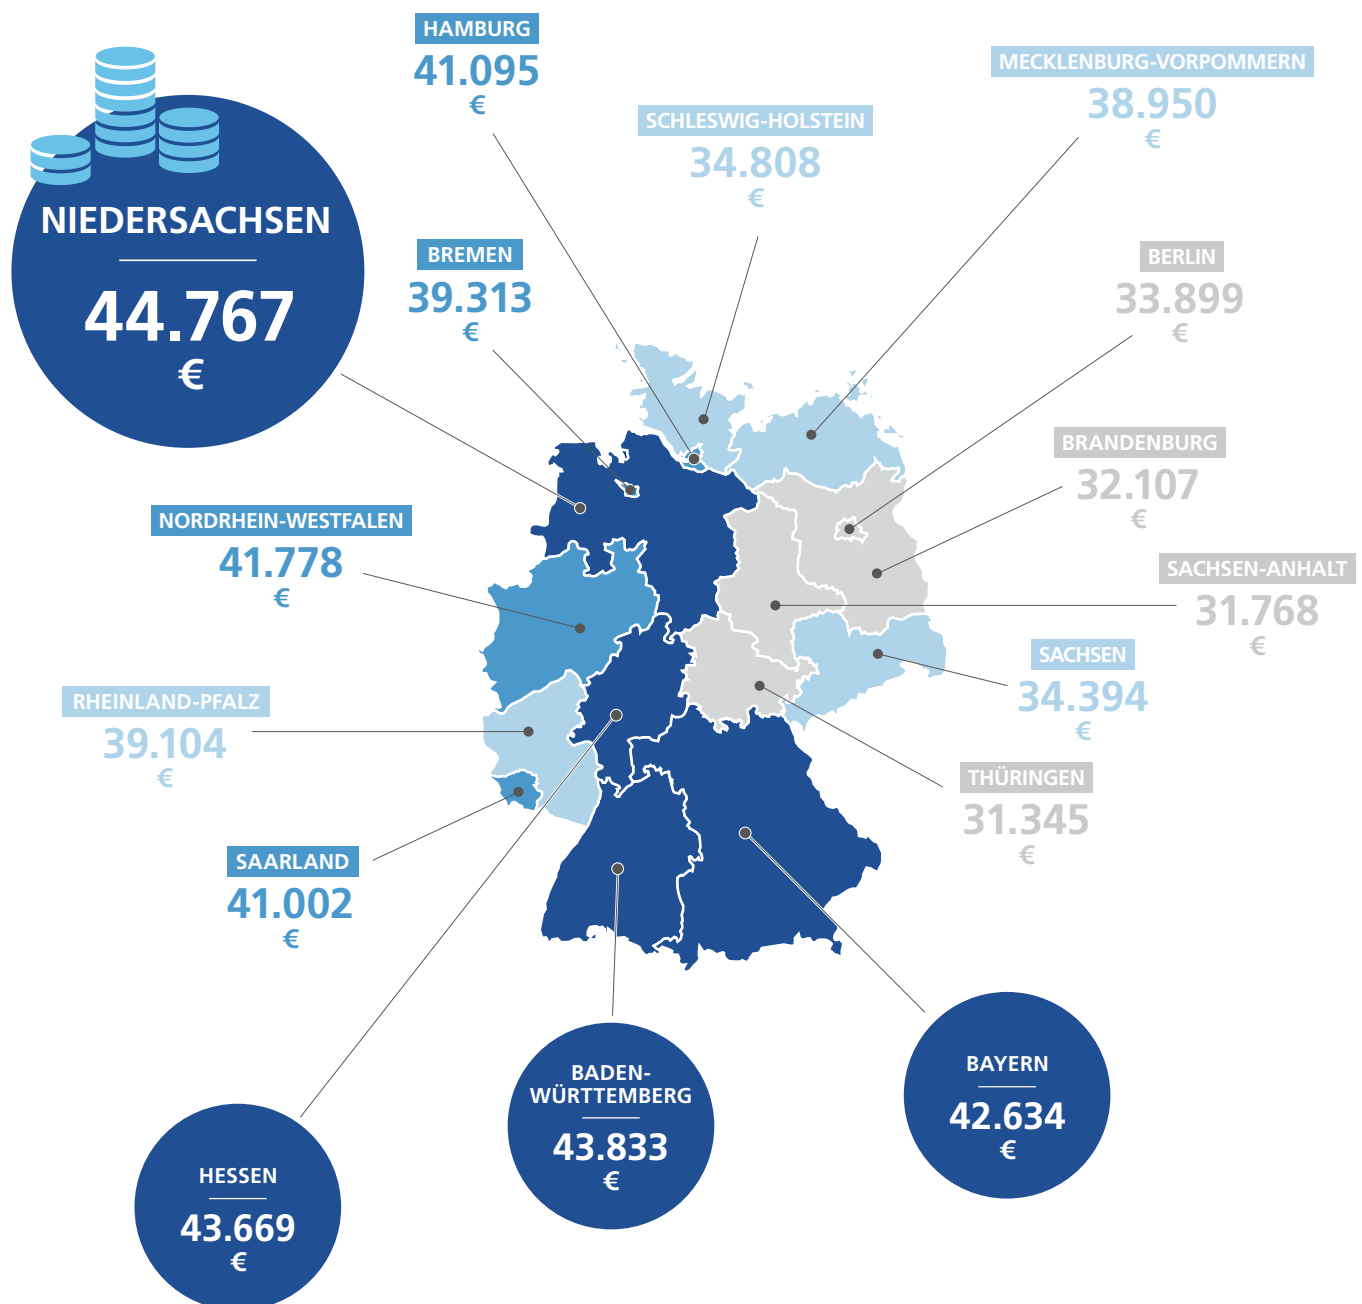 HAMBURG
41.095
€
MECKLENBURG-VORPOMMERN
38.950
€
SCHLESWIG-HOLSTEIN
34.808
€
NIEDERSACHSEN
44.767
€
BREMEN
39.313
€
BERLIN
33.899
€
BRANDENBURG
32.107
€
NORDRHEIN-WESTFALEN
41.778
€
SACHSEN-ANHALT
31.768
€
SACHSEN
34.394
€
RHEINLAND-PFALZ
39.104
€
THÜRINGEN
31.345
€
SAARLAND
41.002
€
BADEN-
WÜRTTEMBERG
43.833
€
BAYERN
42.634
€
HESSEN
43.669
€